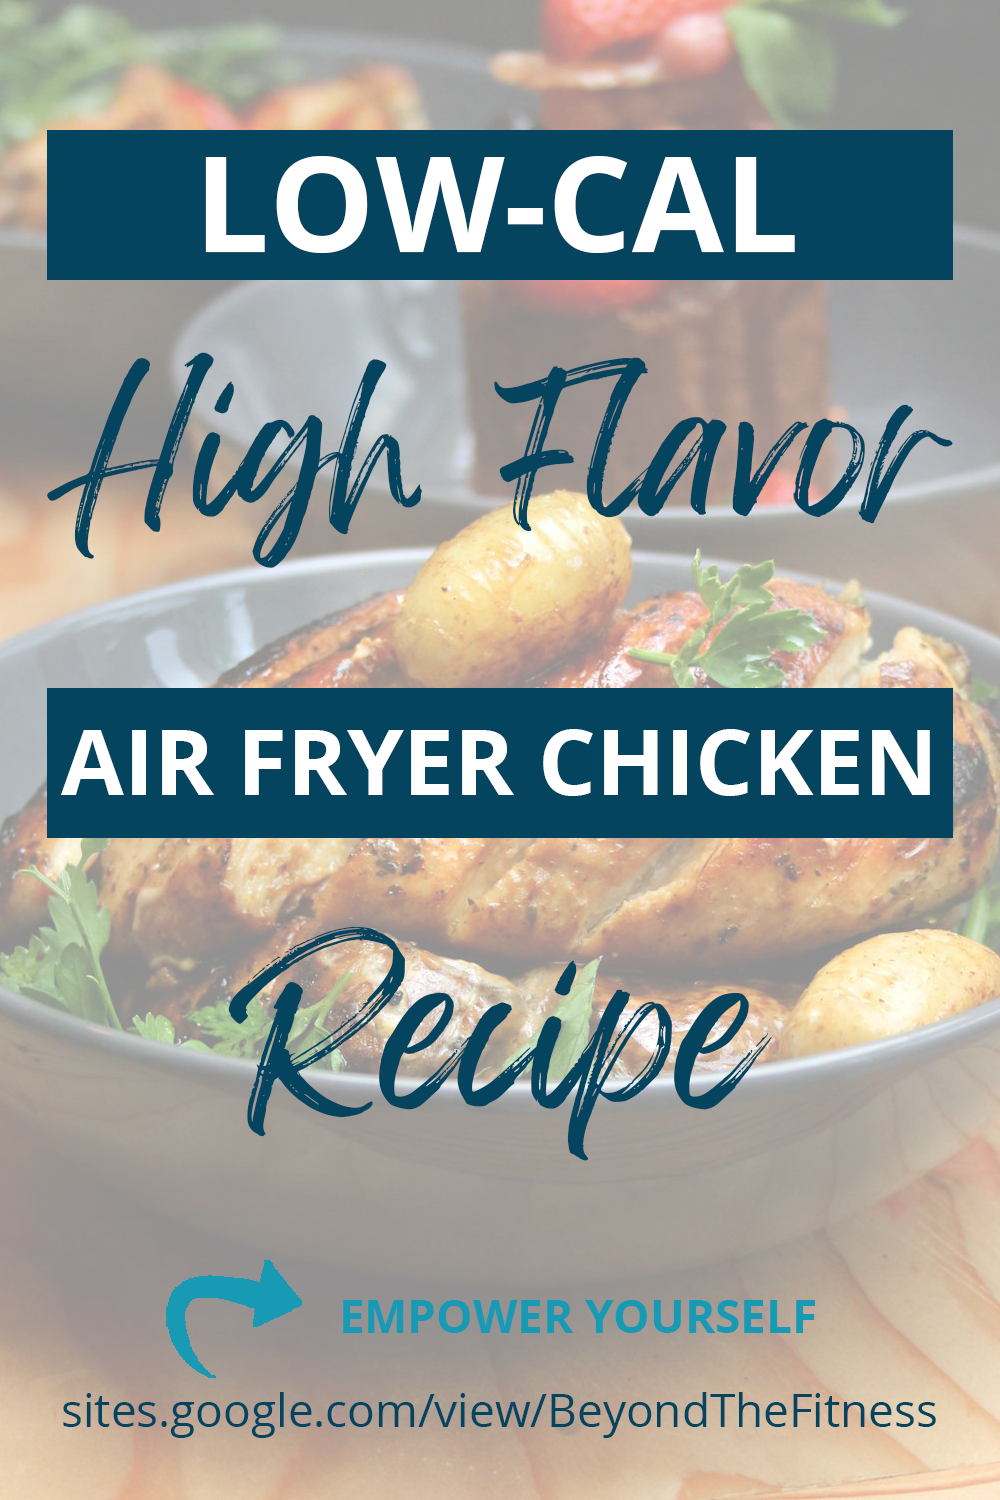 LOW-CAL
High Flavor
AIR FRYER CHICKEN
Recipe
EMPOWER YOURSELF
sites.google.com/view/BeyondTheFitness